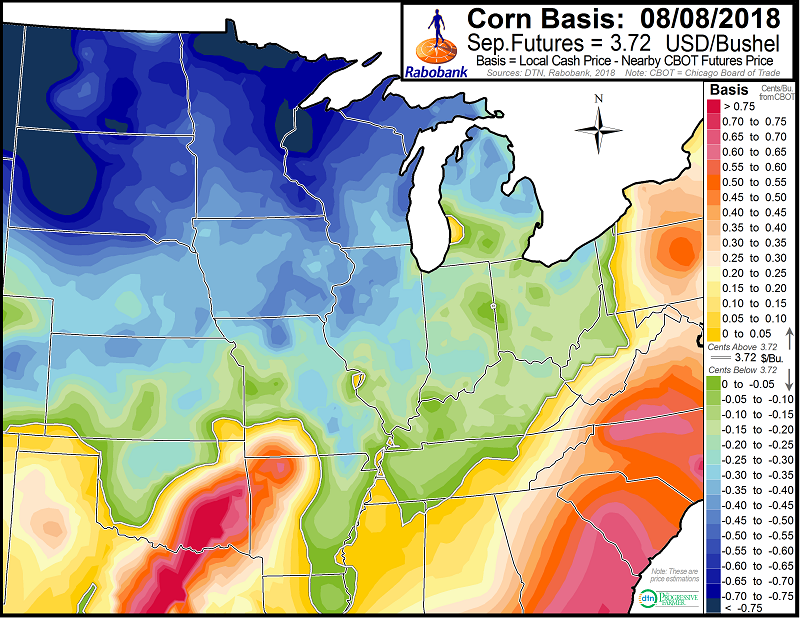 Corn Basis: 08/08/2018
Sep.Futures = 3.72 USD/Bushel
Basis = Local Cash Price - Nearby CBOT Futures Price
Rabobank
Sources: DTN, Rabobank, 2018 Note: CBOT = Chicago Board of Trade
Basis
Cents/Bu.
from CBOT
> 0.75
0.70 to 0.75
0.65 to 0.70
0.60 to 0.65
0.55 to 0.60
0.50 to 0.55
0.45 to 0.50
0.40 to 0.45
0.35 to 0.40
0.30 to 0.35
0.25 to 0.30
0.20 to 0.25
0.15 to 0.20
0.10 to 0.15
0.05 to 0.10
0 to 0.05
Cents Above 3.72
3.72 $/Bu.
Cents Below 3.72
0 to -0.05
-0.05 to -0.10
-0.10 to -0.15
-0.15 to -0.20
-0.20 to -0.25
-0.25 to -0.30
-0.30 to -0.35
-0.35 to -0.40
-0.40 to -0.45
-0.45 to -0.50
-0.50 to -0.55
-0.55 to -0.60
-0.60 to -0.65
-0.65 to -0.70
-0.70 to -0.75
< -0.75
N
Note: These are
price estimations
dtn
The Progressive
Farmer